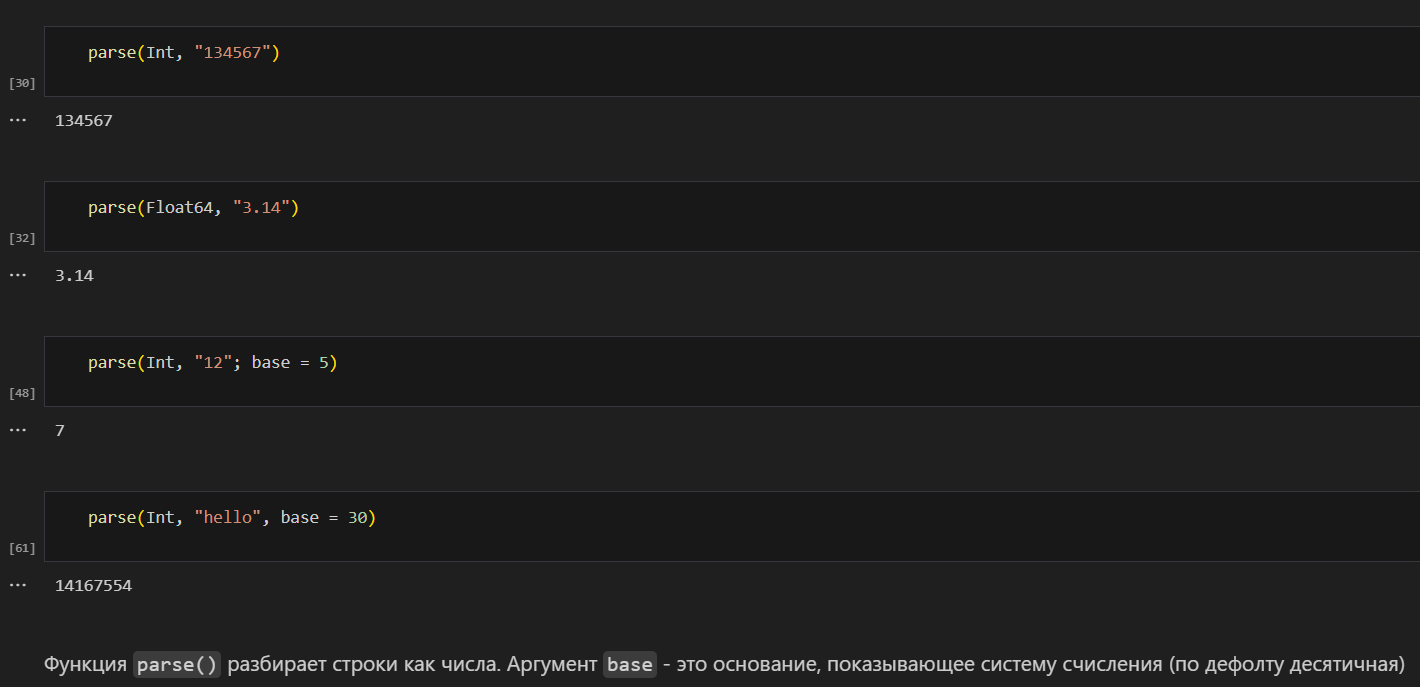 parse(Int, "134567")
[30]
... 134567
parse(Float64, "3.14")
[32]
... 3.14
parse(Int, "12"; base = 5)
[48]
... 7
parse(Int, "hello", base = 30)
[61]
... 14167554
Функция parse() разбирает строки как числа. Аргумент base - это основание, показывающее систему счисления (по дефолту десятичная)